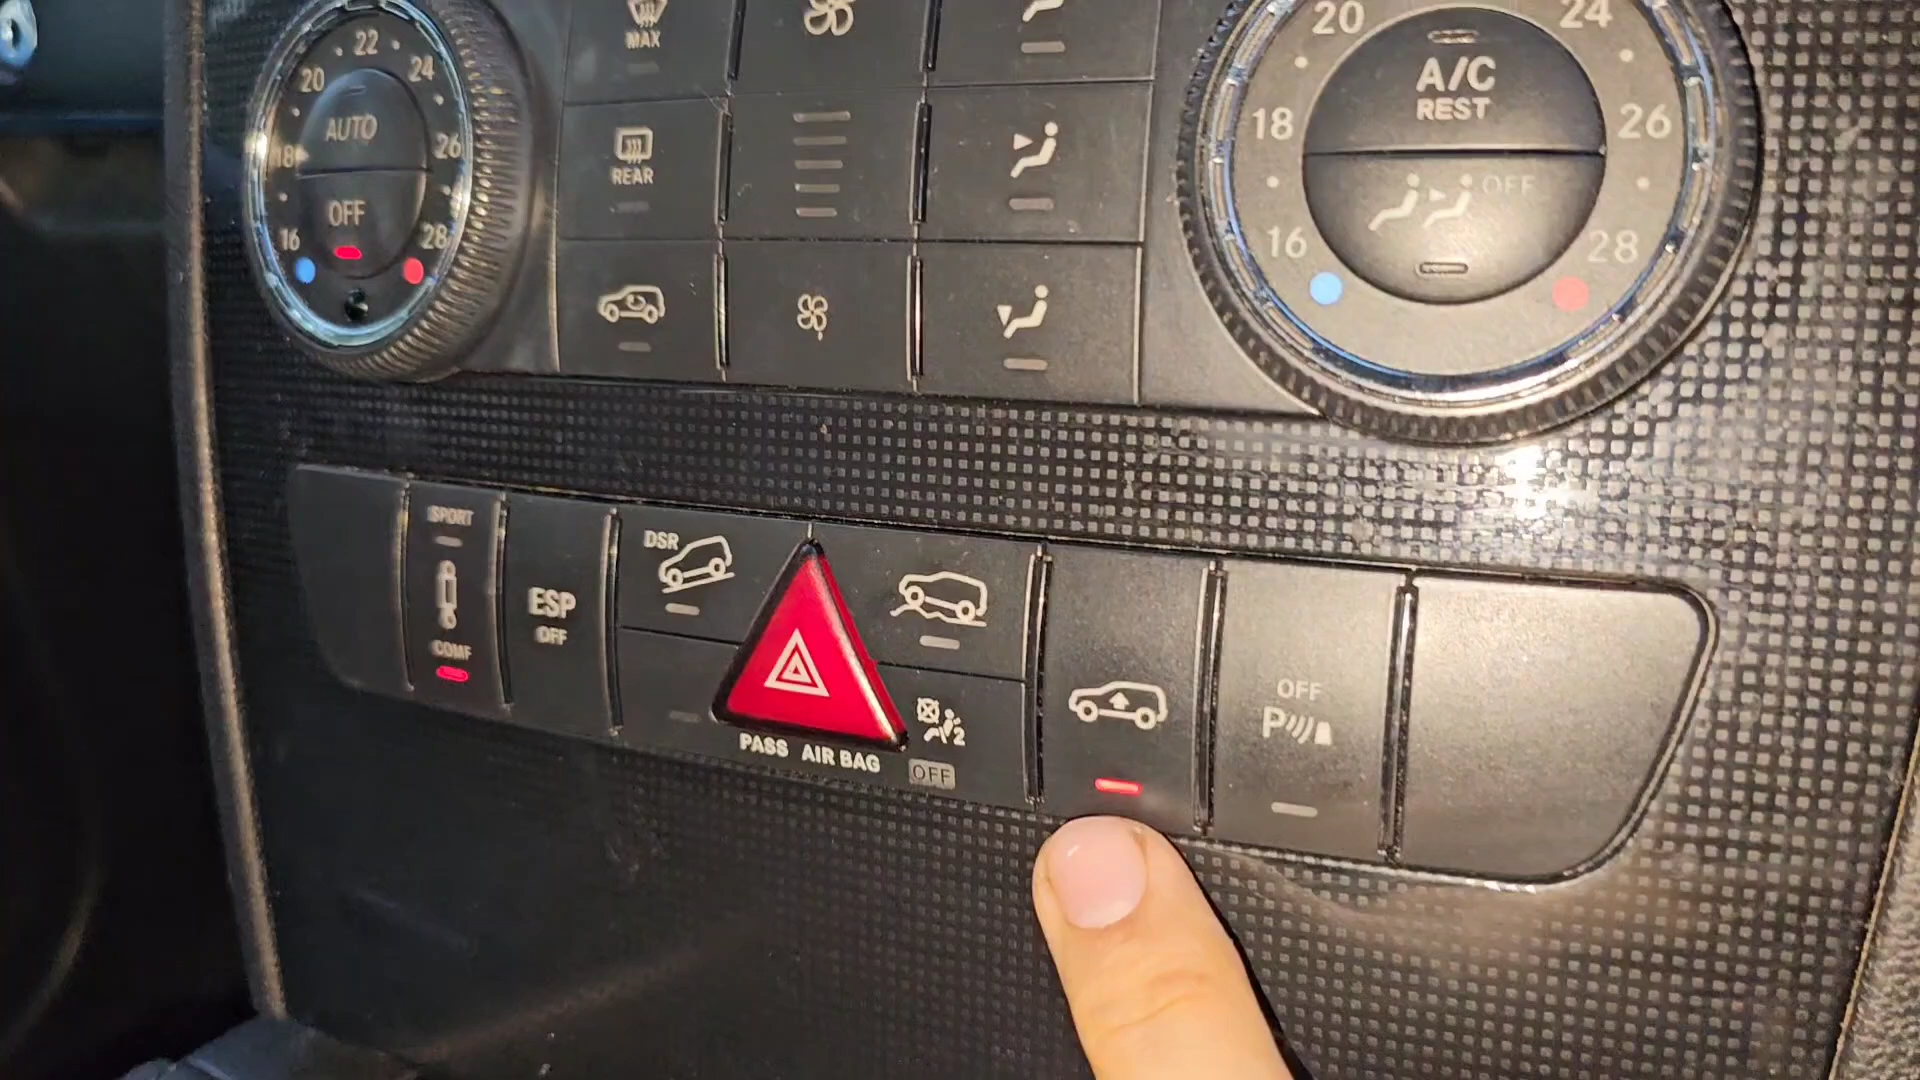 22
20
24
AUTO
18
26
OFF
16
28
MAX
REAR
20
24
A/C
REST
18
26
OFF
16
28
SPORT
COMF
ESP
OFF
DSR
PASS AIR BAG
2
OFF
OFF
P